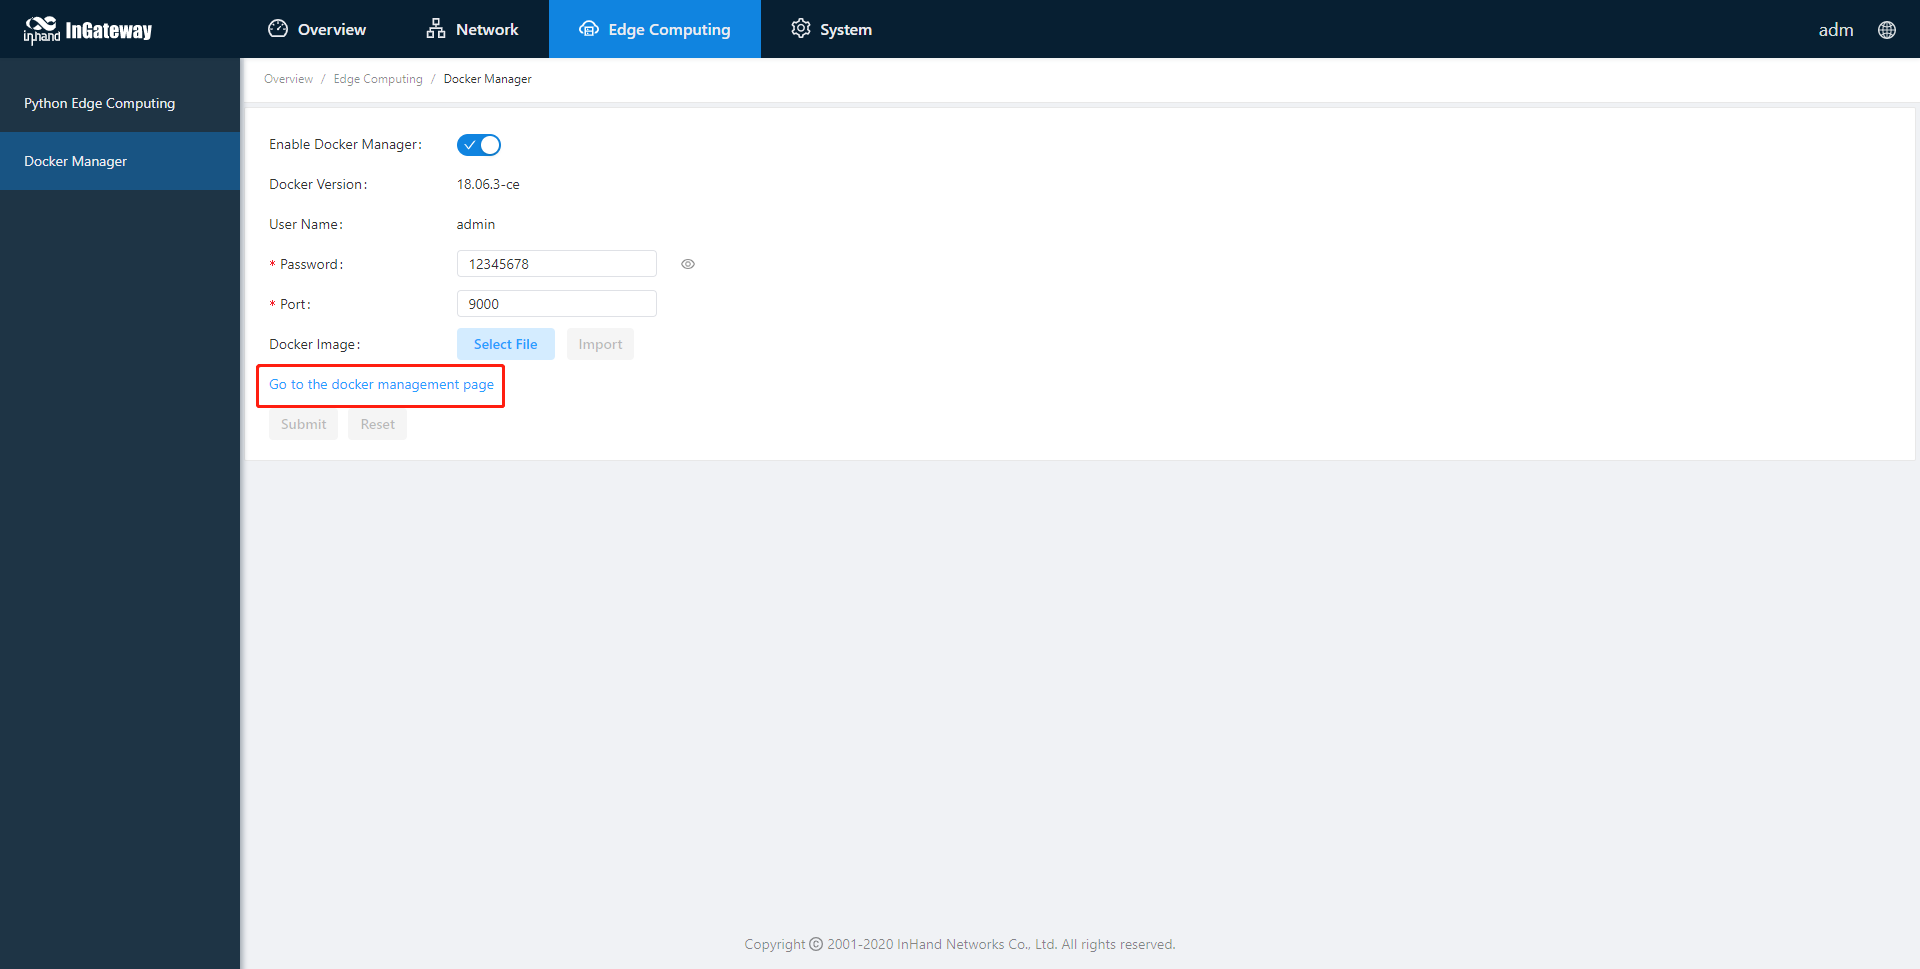 inhand InGateway
Overview
Network
Edge Computing
System
adm
Python Edge Computing
Docker Manager
Overview / Edge Computing / Docker Manager
Enable Docker Manager:
Docker Version: 18.06.3-ce
User Name: admin
* Password: 12345678
* Port: 9000
Docker Image: Select File Import
Go to the docker management page
Submit Reset
Copyright © 2001-2020 InHand Networks Co., Ltd. All rights reserved.